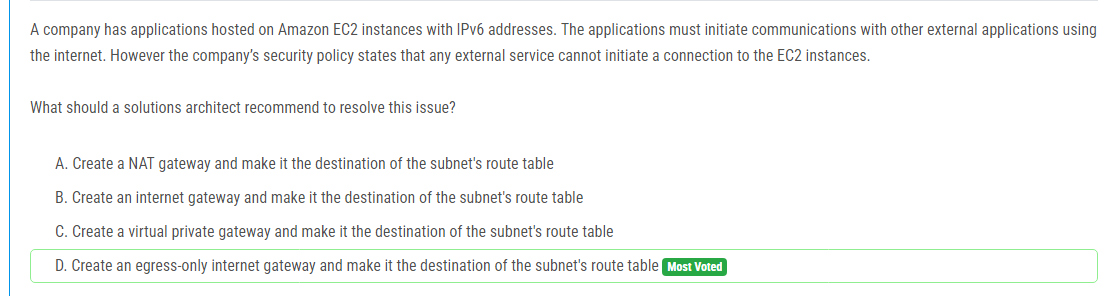 A company has applications hosted on Amazon EC2 instances with IPv6 addresses. The applications must initiate communications with other external applications using
the internet. However the company's security policy states that any external service cannot initiate a connection to the EC2 instances.
What should a solutions architect recommend to resolve this issue?
A. Create a NAT gateway and make it the destination of the subnet's route table
B. Create an internet gateway and make it the destination of the subnet's route table
C. Create a virtual private gateway and make it the destination of the subnet's route table
D. Create an egress-only internet gateway and make it the destination of the subnet's route table Most Voted